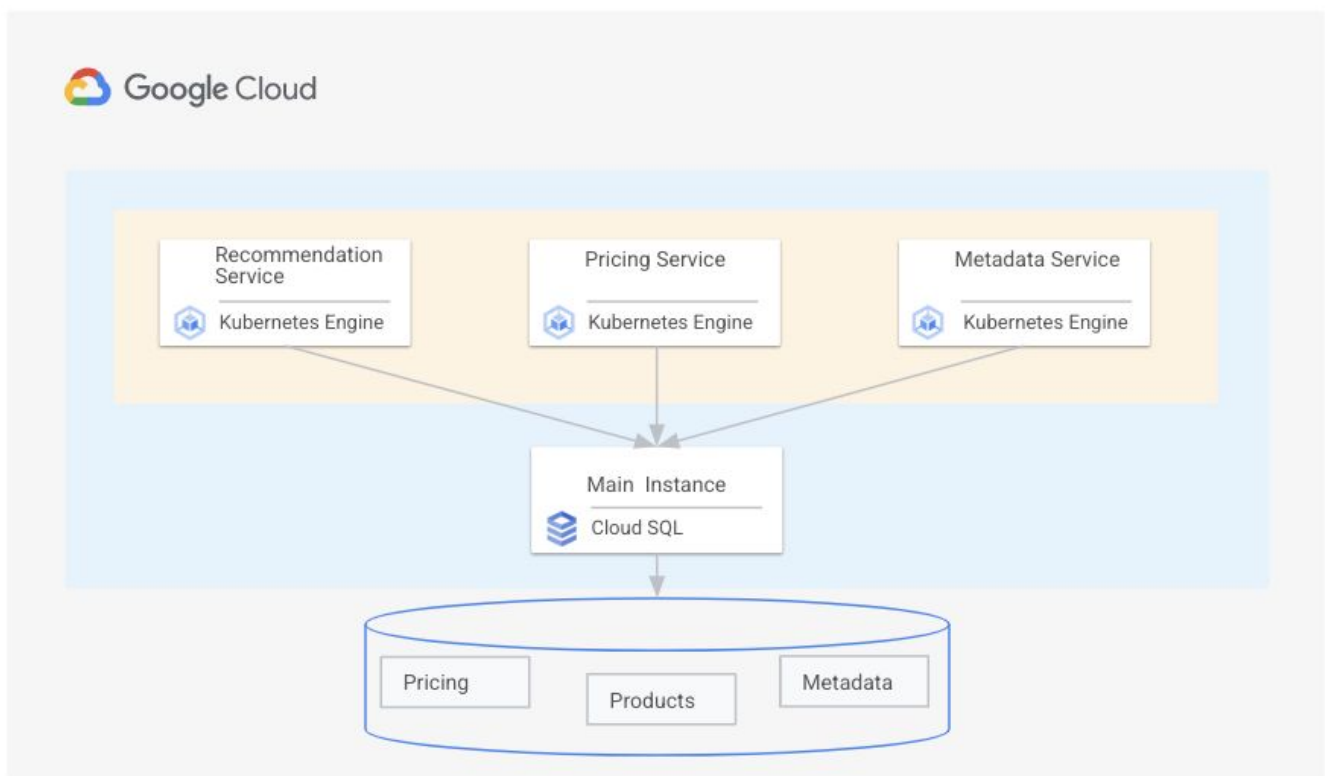 Google Cloud
Recommendation
Service
Kubernetes Engine
Pricing Service
Kubernetes Engine
Metadata Service
Kubernetes Engine
Main Instance
Cloud SQL
Pricing
Products
Metadata